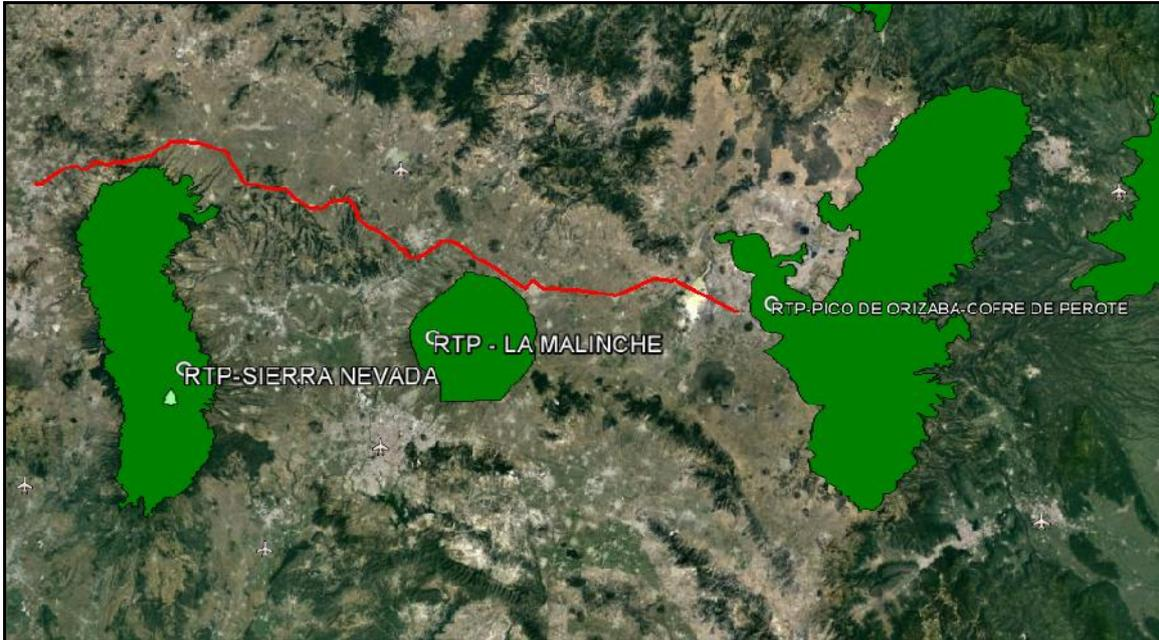 RTP-PICO DE ORIZABA-COFRE DE PEROTE
RTP - LA MALINCHE
RTP-SIERRA NEVADA